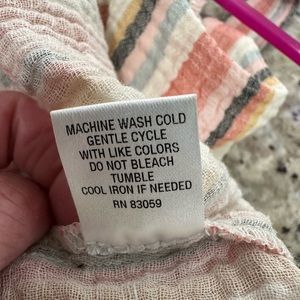 MACHINE WASH COLD
GENTLE CYCLE
WITH LIKE COLORS
DO NOT BLEACH
TUMBLE
COOL IRON IF NEEDED
RN 83059